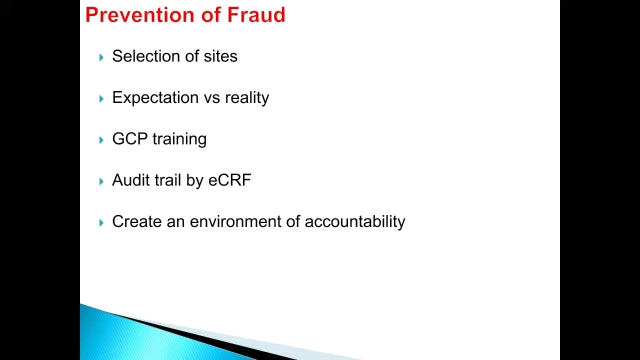 Prevention of Fraud
Selection of sites
Expectation vs reality
GCP training
Audit trail by eCRF
Create an environment of accountability